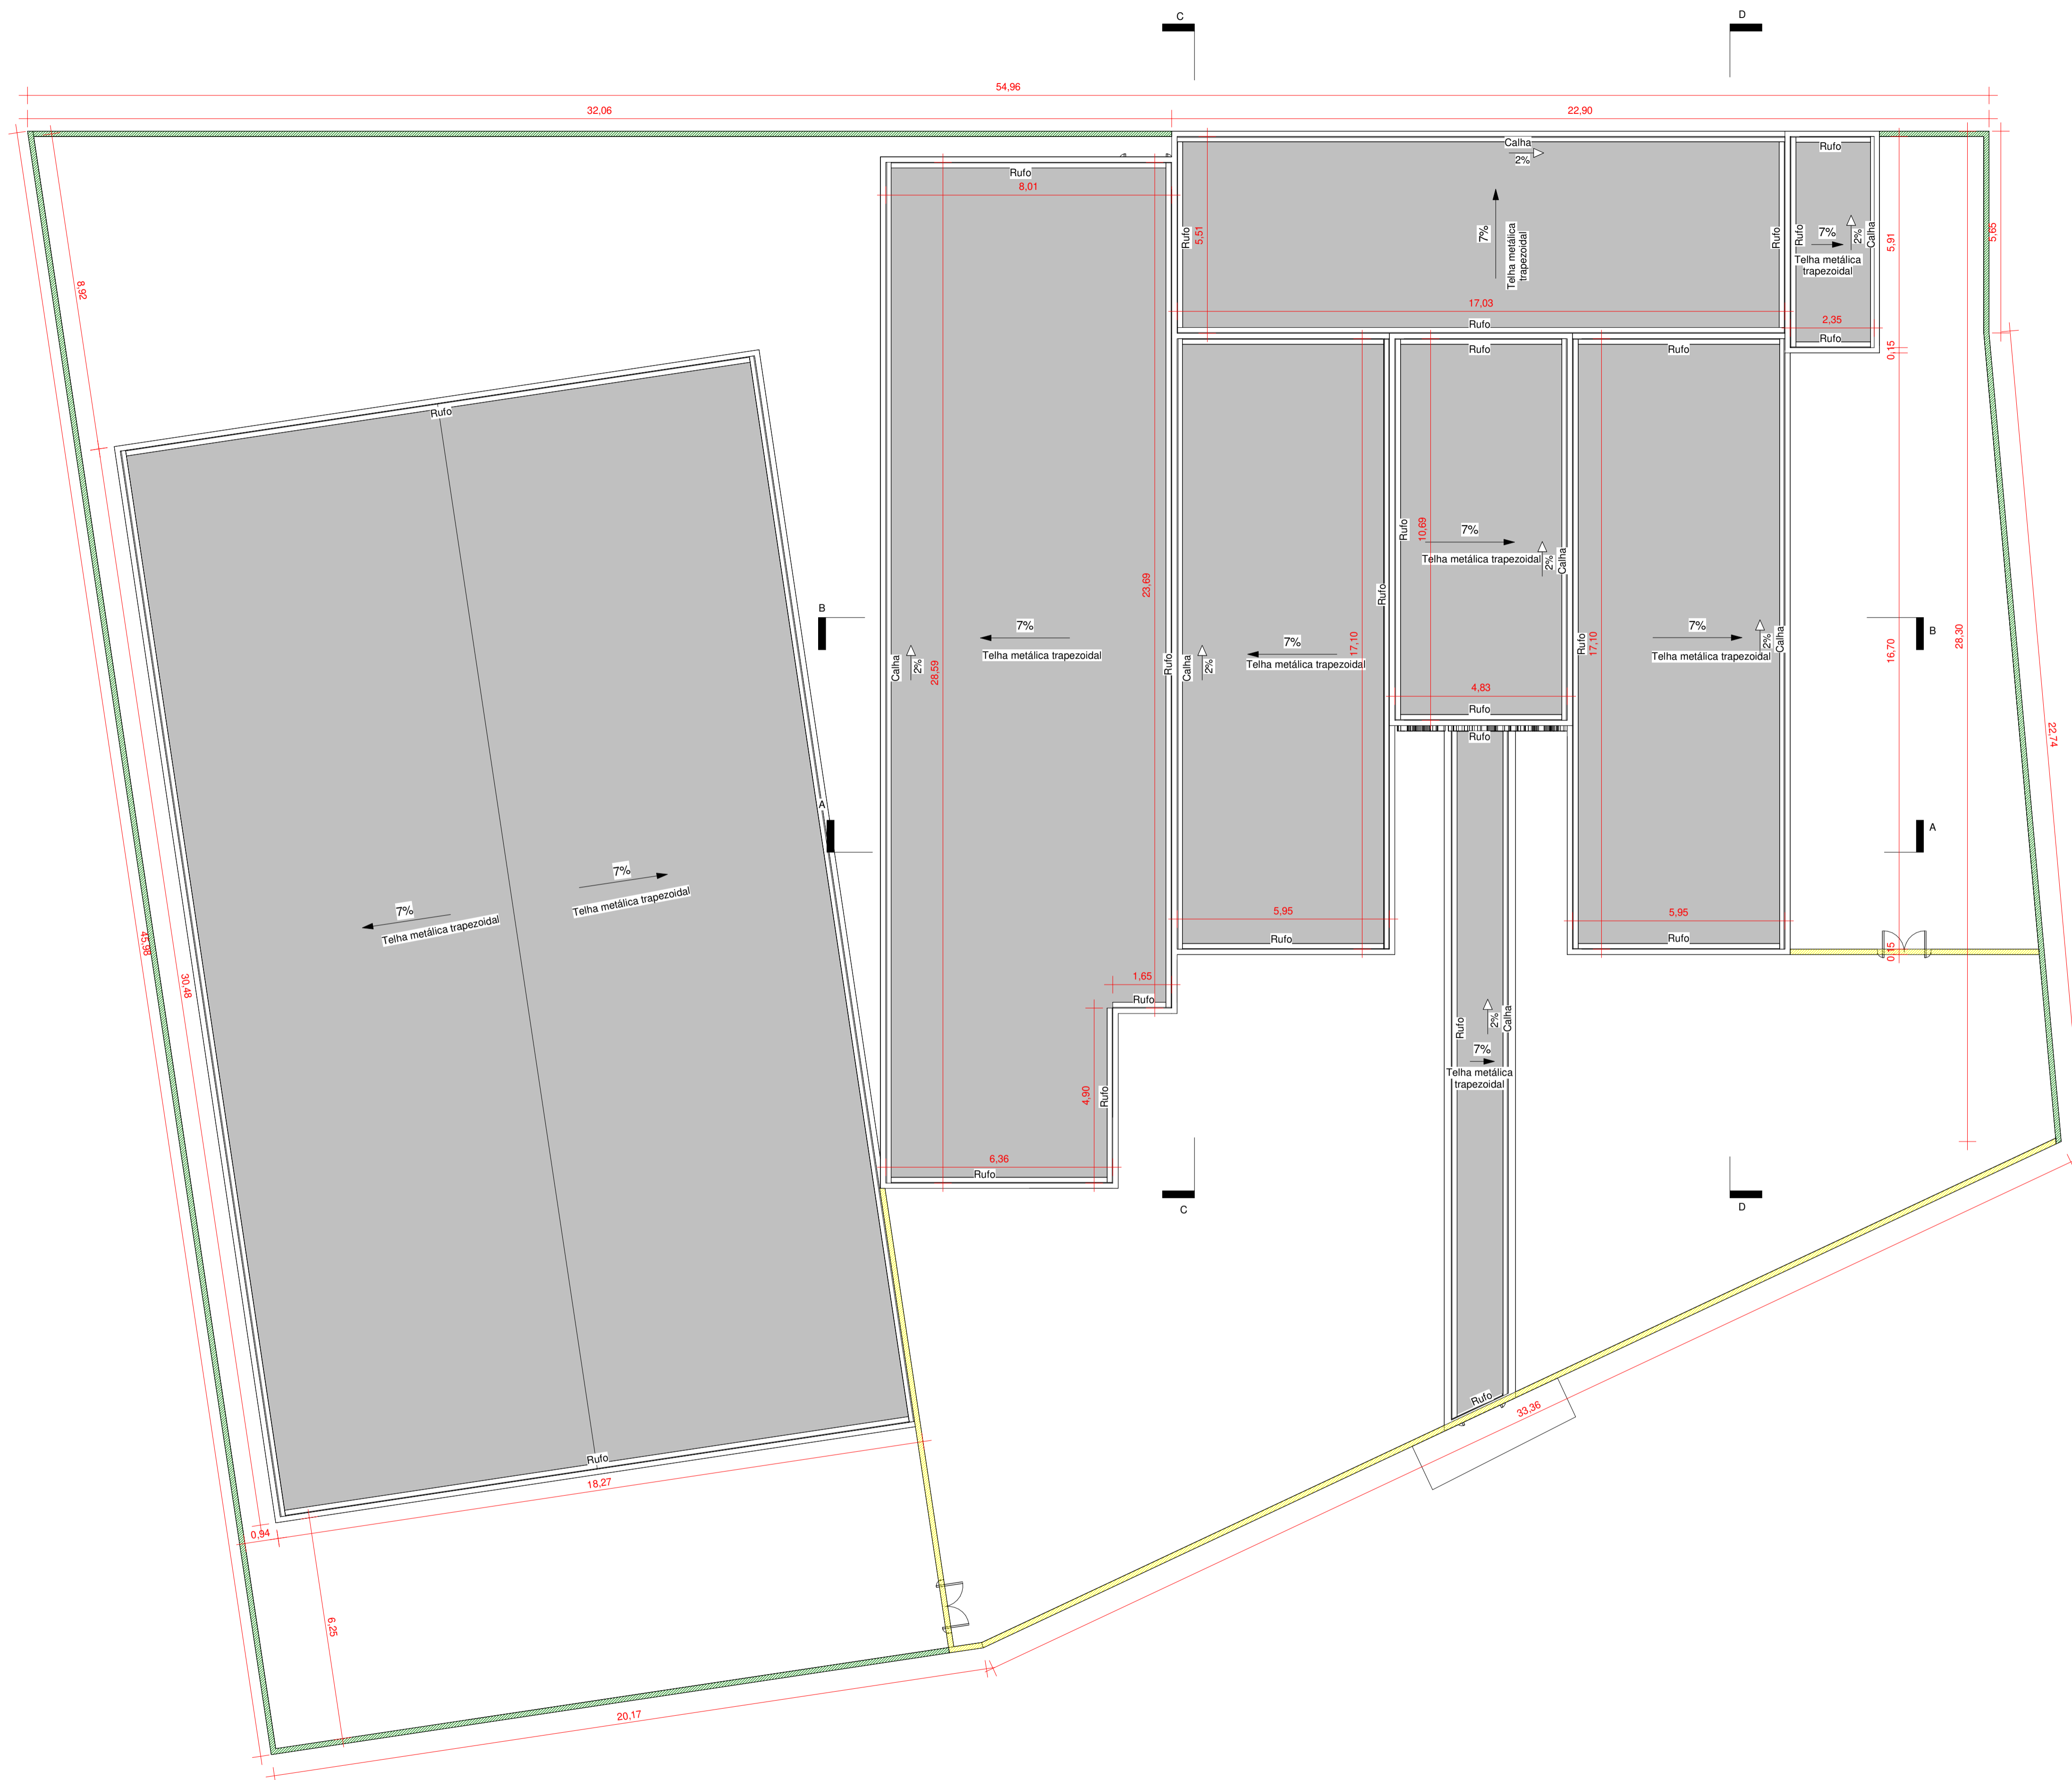 C
D
54,96
32,06
22,90
Calha
2%
Rufo
Rufo
8,01
Rufo
5,51
7%
Telha metálica
trapezoidal
Rufo
Rufo
7%
2%
Calha
Telha metálica
trapezoidal
5,91
5,65
8,92
17,03
Rufo
2,35
Rufo
0,15
Rufo
Rufo
Rufo
Rufo
10,69
7%
Telha metálica trapezoidal
2%
Calha
23,69
Rufo
B
B
7%
Telha metálica trapezoidal
Calha
2%
28,59
Rufo
Calha
2%
7%
Telha metálica trapezoidal
17,10
Rufo
17,10
7%
Telha metálica trapezoidal
2%
Calha
16,70
28,30
4,83
Rufo
Rufo
22,74
A
A
7%
Telha metálica trapezoidal
7%
Telha metálica trapezoidal
45,98
30,48
5,95
Rufo
5,95
Rufo
0,15
1,65
Rufo
4,90
Rufo
Rufo
2%
Calha
7%
Telha metálica
trapezoidal
6,36
Rufo
C
D
Rufo
33,36
Rufo
18,27
0,94
6,25
20,17